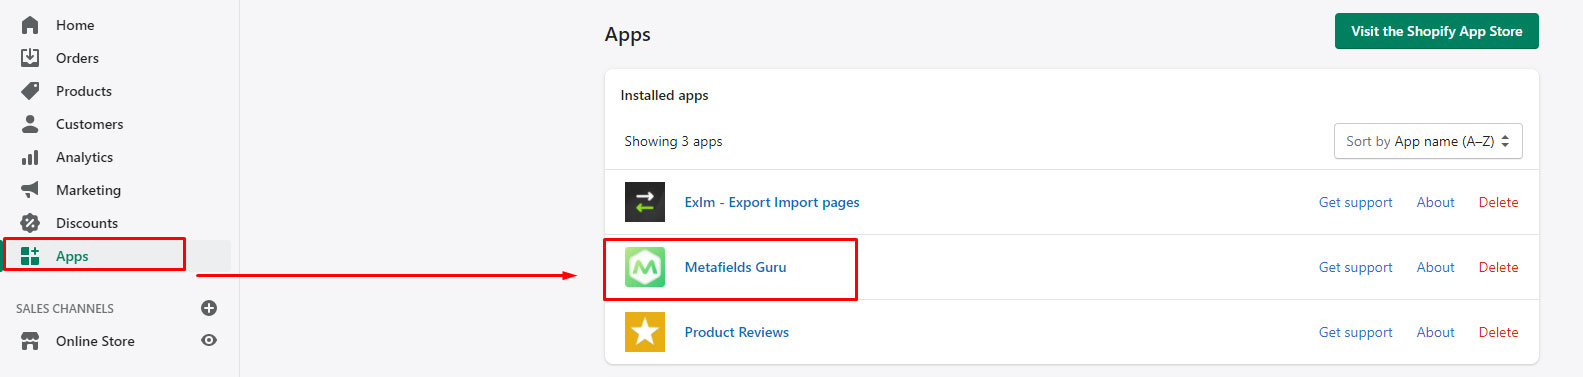 Home
Orders
Products
Customers
Analytics
Marketing
Discounts
Apps
SALES CHANNELS
Online Store
Apps
Visit the Shopify App Store
Installed apps
Showing 3 apps
Sort by App name (A–Z)
ExIm - Export Import pages
Get support About Delete
Metafields Guru
Get support About Delete
Product Reviews
Get support About Delete